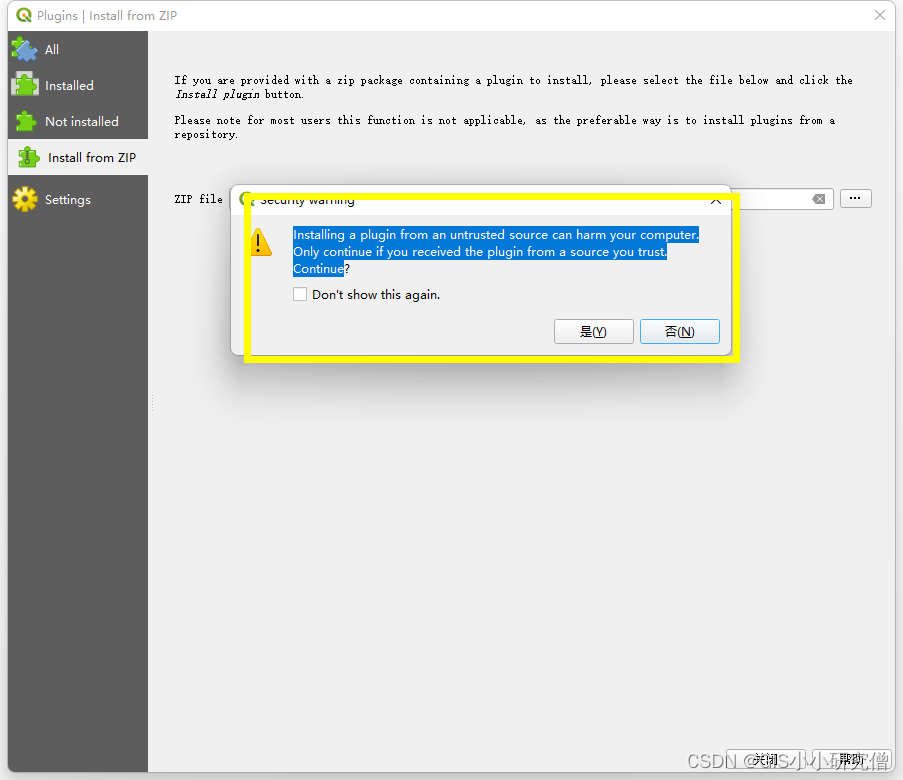 Plugins | Install from ZIP
All
Installed
Not installed
Install from ZIP
Settings
If you are provided with a zip package containing a plugin to install, please select the file below and click the
Install plugin button.
Please note for most users this function is not applicable, as the preferable way is to install plugins from a
repository.
ZIP file
...
Security warning
Installing a plugin from an untrusted source can harm your computer.
Only continue if you received the plugin from a source you trust.
Continue?
Don't show this again.
是(Y)
否(N)
关闭
帮助
CSDN @GIS小小研究僧